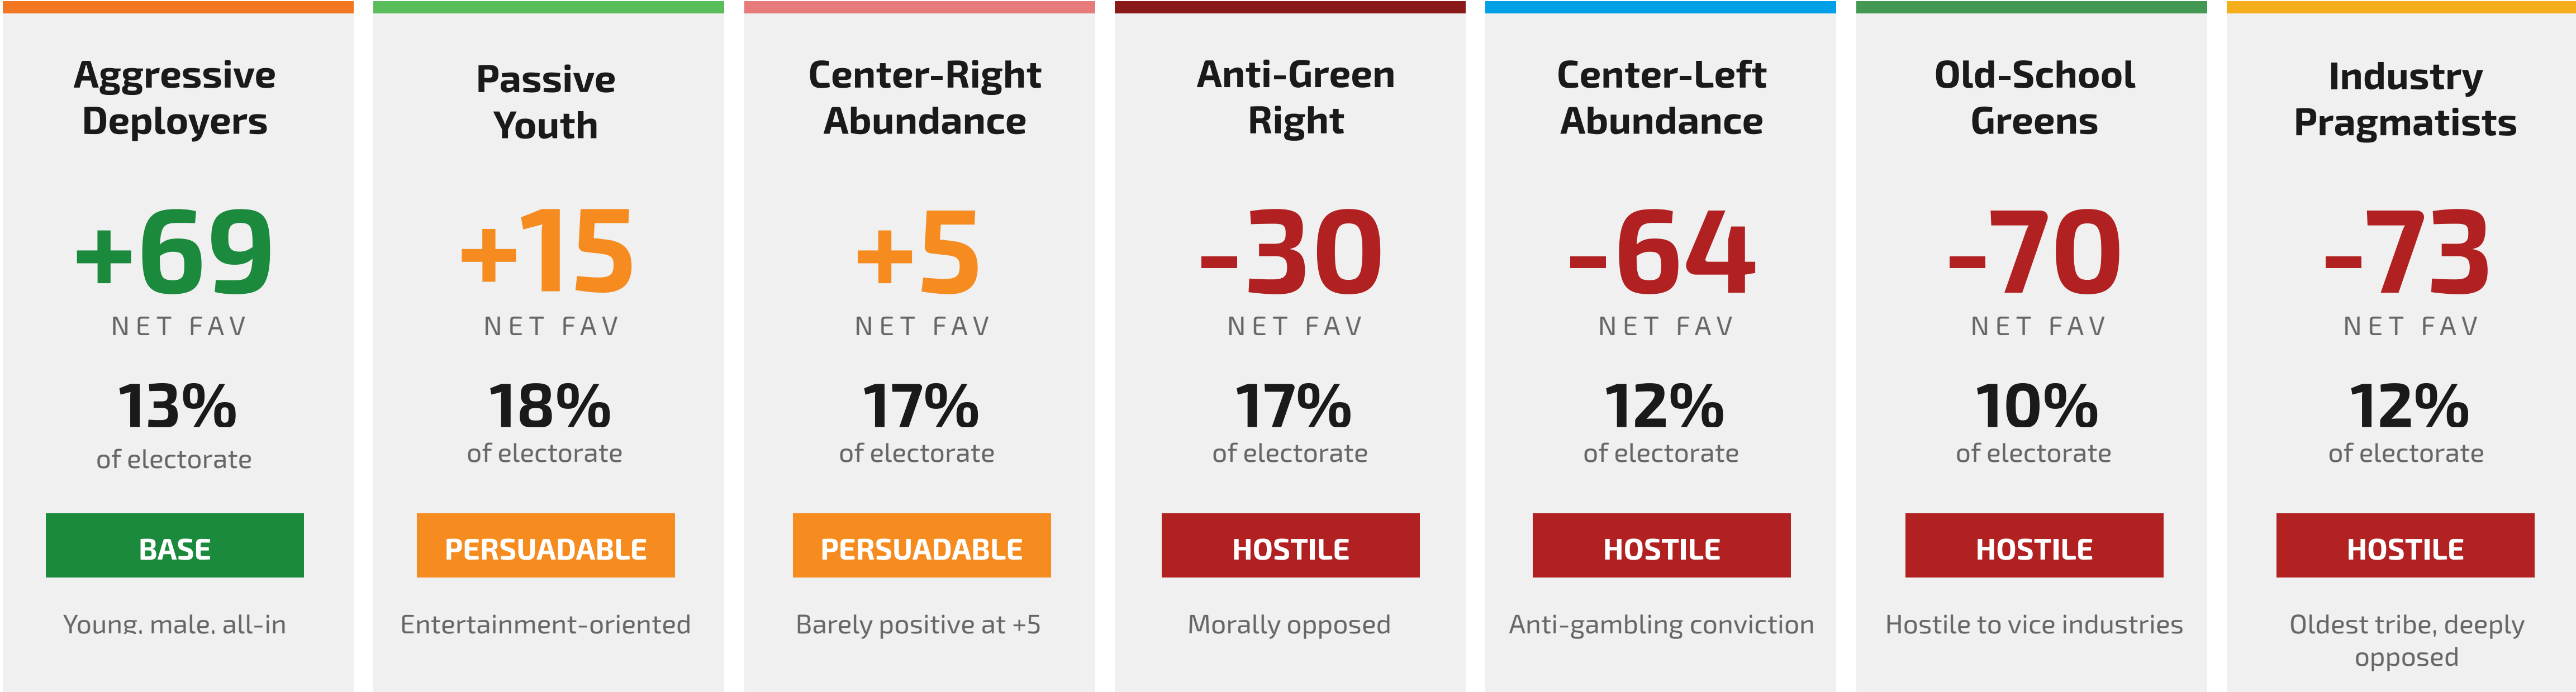 Aggressive
Deployers
+69
NET FAV
13%
of electorate
BASE
Young, male, all-in
Passive
Youth
+15
NET FAV
18%
of electorate
PERSUADABLE
Entertainment-oriented
Center-Right
Abundance
+5
NET FAV
17%
of electorate
PERSUADABLE
Barely positive at +5
Anti-Green
Right
-30
NET FAV
17%
of electorate
HOSTILE
Morally opposed
Center-Left
Abundance
-64
NET FAV
12%
of electorate
HOSTILE
Anti-gambling conviction
Old-School
Greens
-70
NET FAV
10%
of electorate
HOSTILE
Hostile to vice industries
Industry
Pragmatists
-73
NET FAV
12%
of electorate
HOSTILE
Oldest tribe, deeply
opposed